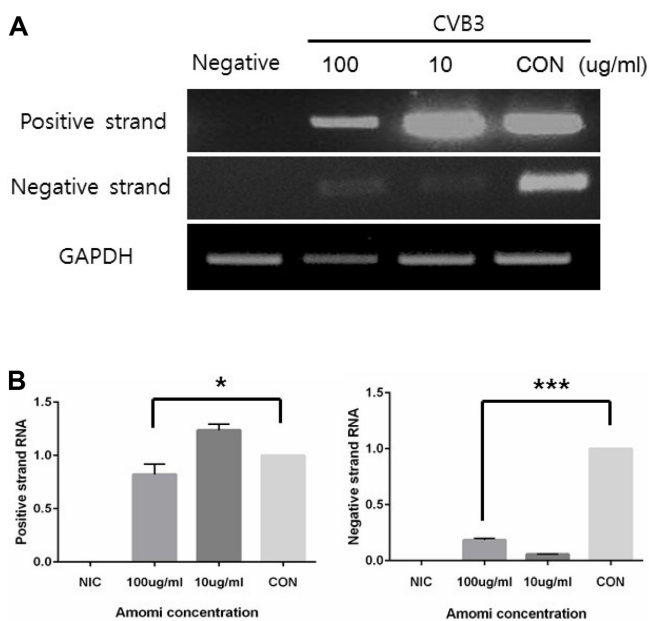 A
CVB3
Negative 100 10 CON (ug/ml)
Positive strand
Negative strand
GAPDH
B
*
Positive strand RNA
1.5
1.0
0.5
0.0
NIC 100ug/ml 10ug/ml CON
Amomi concentration
***
Negative strand RNA
1.5
1.0
0.5
0.0
NIC 100ug/ml 10ug/ml CON
Amomi concentration